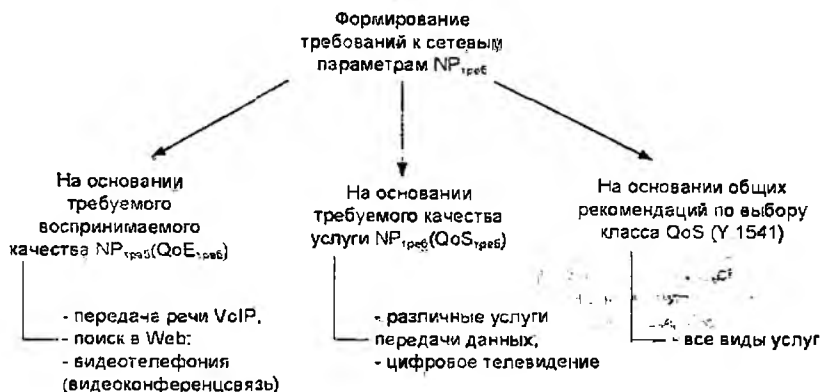 Формирование
требований к сетевым
параметрам NPтреб
На основании
требуемого
воспринимаемого
качества NPтреб(QoEтреб)
- передача речи VoIP,
- поиск в Web;
- видеотелефония
(видеоконференцсвязь)
На основании
требуемого качества
услуги NPтреб(QoSтреб)
- различные услуги
передачи данных;
- цифровое телевидение
На основании общих
рекомендаций по выбору
класса QoS (Y 1541)
- все виды услуг